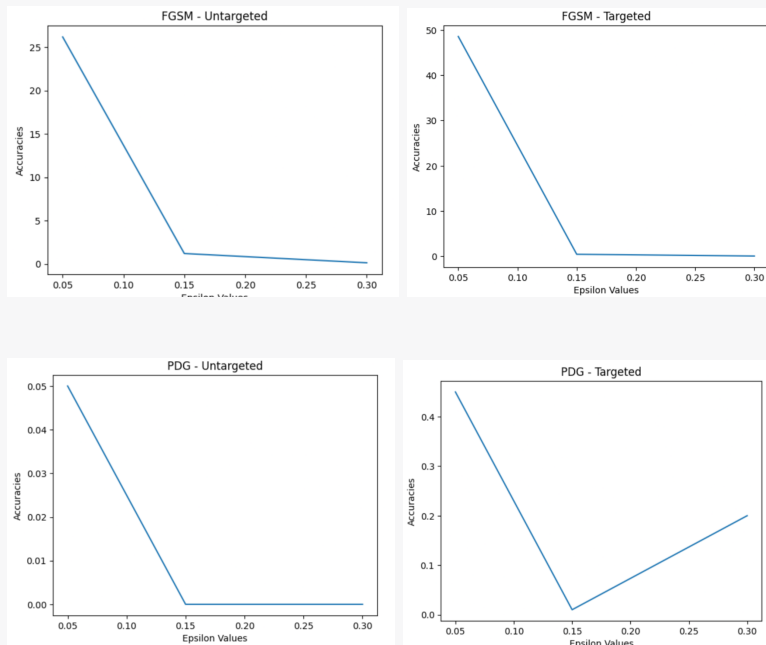 FGSM - Untargeted
Accuracies
25
20
15
10
5
0
0.05 0.10 0.15 0.20 0.25 0.30
Epsilon Values
FGSM - Targeted
Accuracies
50
40
30
20
10
0
0.05 0.10 0.15 0.20 0.25 0.30
Epsilon Values
PDG - Untargeted
Accuracies
0.05
0.04
0.03
0.02
0.01
0.00
0.05 0.10 0.15 0.20 0.25 0.30
Epsilon Values
PDG - Targeted
Accuracies
0.4
0.3
0.2
0.1
0.0
0.05 0.10 0.15 0.20 0.25 0.30
Epsilon Values